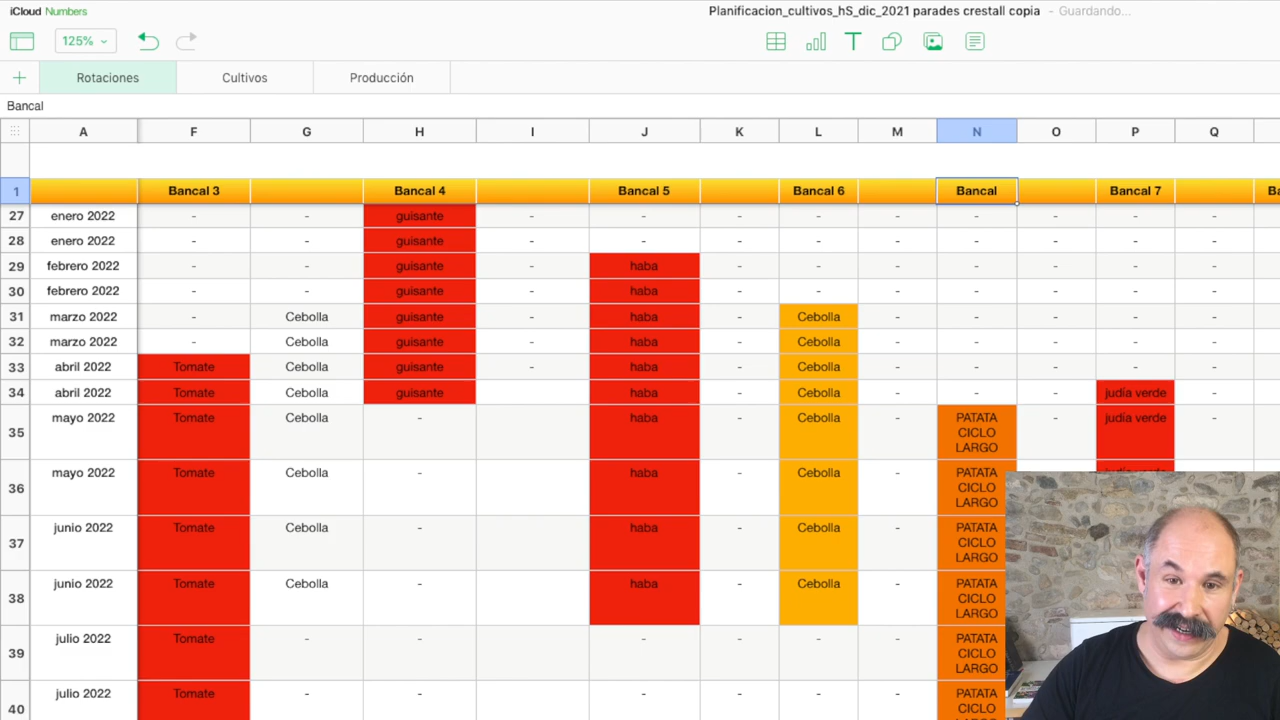 iCloud Numbers
Planificacion_cultivos_hS_dic_2021 parades crestall copia - Guardando...
125%
Rotaciones Cultivos Producción
Bancal
A F G H I J K L M N O P Q
1 Bancal 3 Bancal 4 Bancal 5 Bancal 6 Bancal Bancal 7 Ba
27 enero 2022 - - guisante - - - - - - - - -
28 enero 2022 - - guisante - - - - - - - - -
29 febrero 2022 - - guisante - haba - - - - - - -
30 febrero 2022 - - guisante - haba - - - - - - -
31 marzo 2022 - Cebolla guisante - haba - Cebolla - - - - -
32 marzo 2022 - Cebolla guisante - haba - Cebolla - - - - -
33 abril 2022 Tomate Cebolla guisante - haba - Cebolla - - - - -
34 abril 2022 Tomate Cebolla guisante haba - Cebolla - - - judía verde -
35 mayo 2022 Tomate Cebolla - haba - Cebolla - PATATA CICLO LARGO - judía verde -
36 mayo 2022 Tomate Cebolla - haba - Cebolla - PATATA CICLO LARGO
37 junio 2022 Tomate Cebolla - haba - Cebolla - PATATA CICLO LARGO
38 junio 2022 Tomate Cebolla - haba - Cebolla - PATATA CICLO LARGO
39 julio 2022 Tomate - - - - - - PATATA CICLO LARGO
40 julio 2022 Tomate - - - - - - PATATA CICLO LARGO